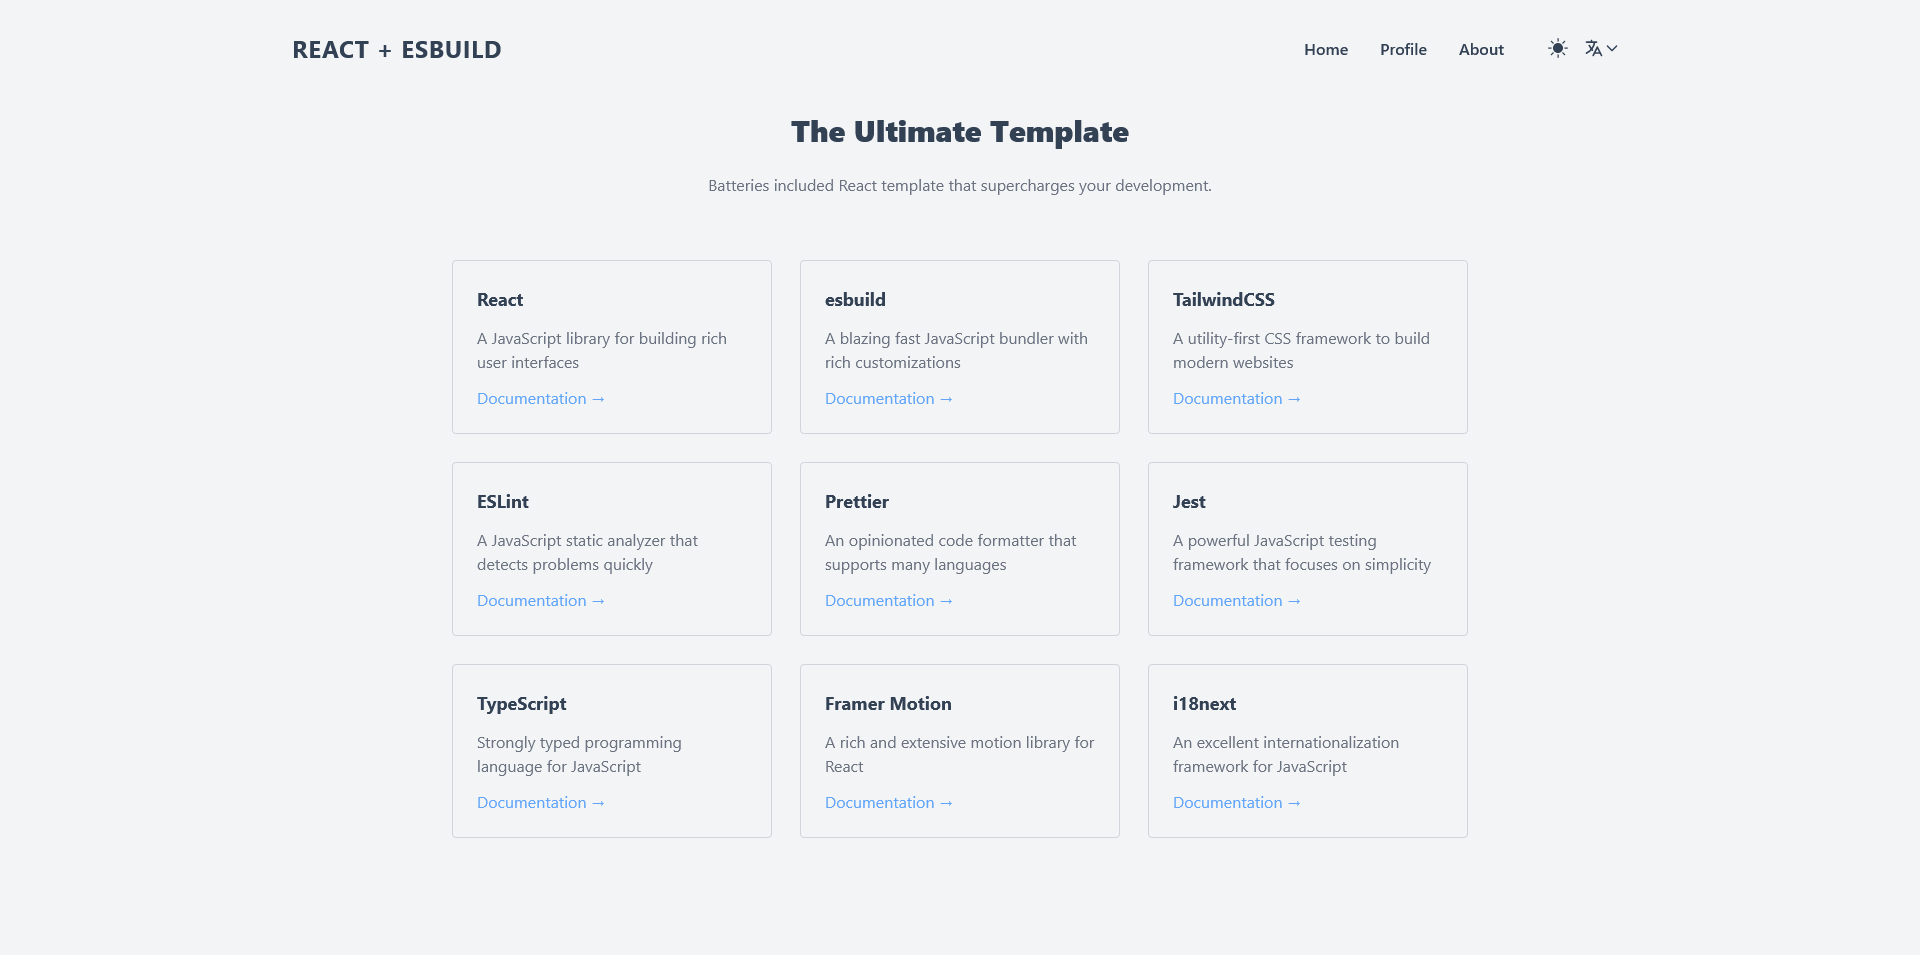 REACT + ESBUILD
Home
Profile
About
The Ultimate Template
Batteries included React template that supercharges your development.
React
A JavaScript library for building rich
user interfaces
Documentation →
esbuild
A blazing fast JavaScript bundler with
rich customizations
Documentation →
TailwindCSS
A utility-first CSS framework to build
modern websites
Documentation →
ESLint
A JavaScript static analyzer that
detects problems quickly
Documentation →
Prettier
An opinionated code formatter that
supports many languages
Documentation →
Jest
A powerful JavaScript testing
framework that focuses on simplicity
Documentation →
TypeScript
Strongly typed programming
language for JavaScript
Documentation →
Framer Motion
A rich and extensive motion library for
React
Documentation →
i18next
An excellent internationalization
framework for JavaScript
Documentation →